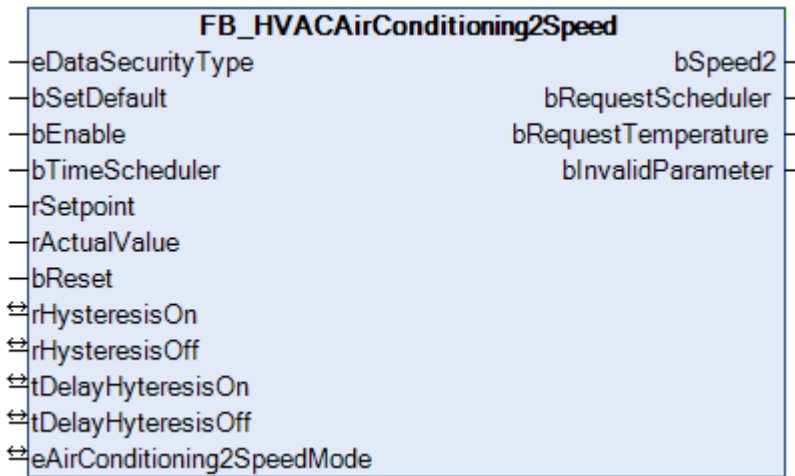 FB_HVACAirConditioning2Speed
eDataSecurityType bSpeed2
bSetDefault bRequestScheduler
bEnable bRequestTemperature
bTimeScheduler bInvalidParameter
rSetpoint
rActualValue
bReset
rHysteresisOn
rHysteresisOff
tDelayHyteresisOn
tDelayHyteresisOff
eAirConditioning2SpeedMode